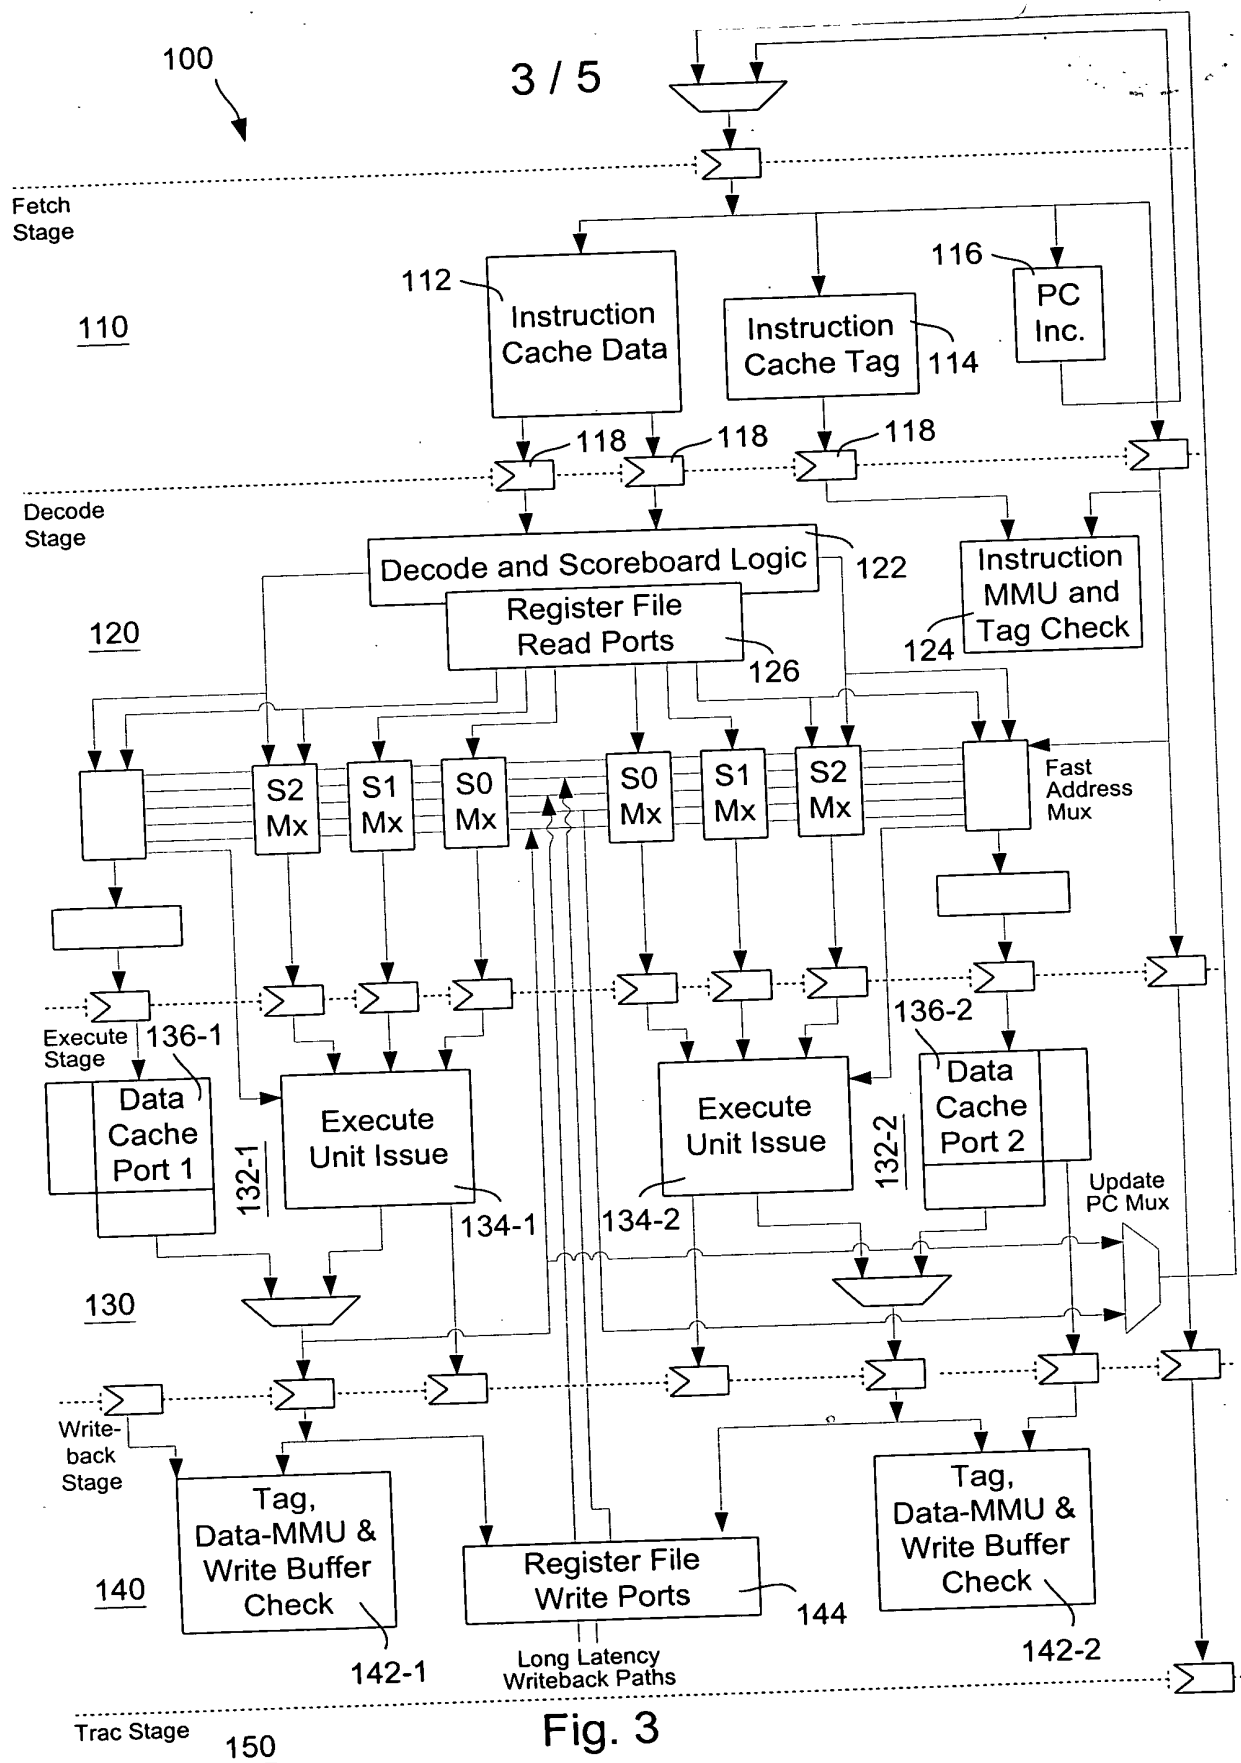 100
3 / 5
Fetch
Stage
110
112
Instruction
Cache Data
Instruction
Cache Tag
114
116
PC
Inc.
118
118
118
Decode
Stage
Decode and Scoreboard Logic
122
Register File
Read Ports
126
Instruction
MMU and
Tag Check
124
120
S2
Mx
S1
Mx
S0
Mx
S0
Mx
S1
Mx
S2
Mx
Fast
Address
Mux
Execute
Stage
136-1
Data
Cache
Port 1
132-1
Execute
Unit Issue
134-1
Execute
Unit Issue
134-2
132-2
136-2
Data
Cache
Port 2
Update
PC Mux
130
Write-
back
Stage
Tag,
Data-MMU &
Write Buffer
Check
142-1
Register File
Write Ports
144
Tag,
Data-MMU &
Write Buffer
Check
142-2
140
Long Latency
Writeback Paths
Trac Stage
150
Fig. 3